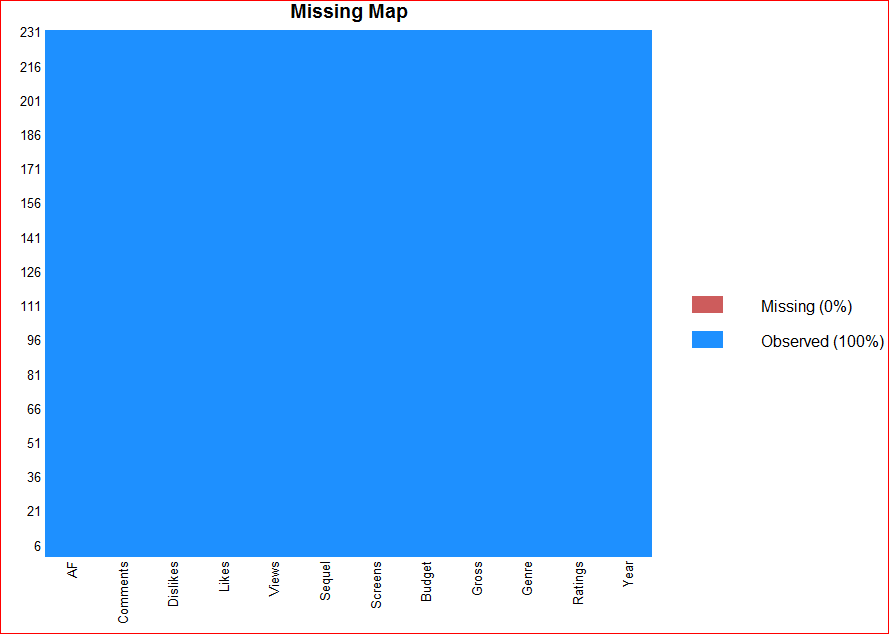 Missing Map
231
216
201
186
171
156
141
126
111
96
81
66
51
36
21
6
Missing (0%)
Observed (100%)
AF
Comments
Dislikes
Likes
Views
Sequel
Screens
Budget
Gross
Genre
Ratings
Year